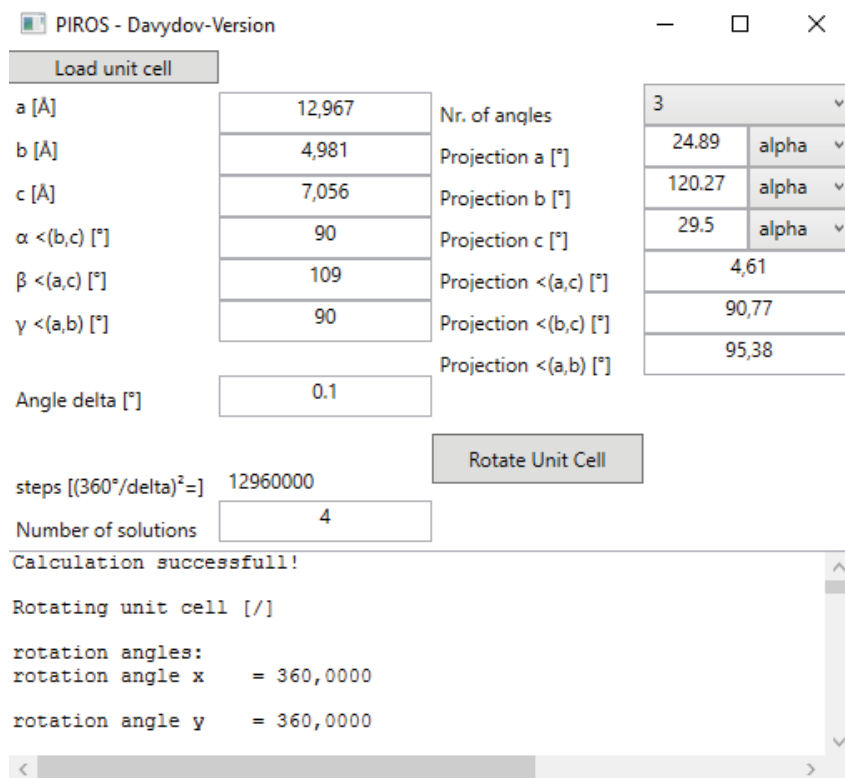 PIROS - Davydov-Version
Load unit cell
a [Å] 12,967
b [Å] 4,981
c [Å] 7,056
α <(b,c) [°] 90
β <(a,c) [°] 109
γ <(a,b) [°] 90
Angle delta [°] 0.1
Nr. of angles 3
Projection a [°] 24.89 alpha
Projection b [°] 120.27 alpha
Projection c [°] 29.5 alpha
Projection <(a,c) [°] 4,61
Projection <(b,c) [°] 90,77
Projection <(a,b) [°] 95,38
Rotate Unit Cell
steps [(360°/delta)²=] 12960000
Number of solutions 4
Calculation successfull!
Rotating unit cell [/]
rotation angles:
rotation angle x = 360,0000
rotation angle y = 360,0000